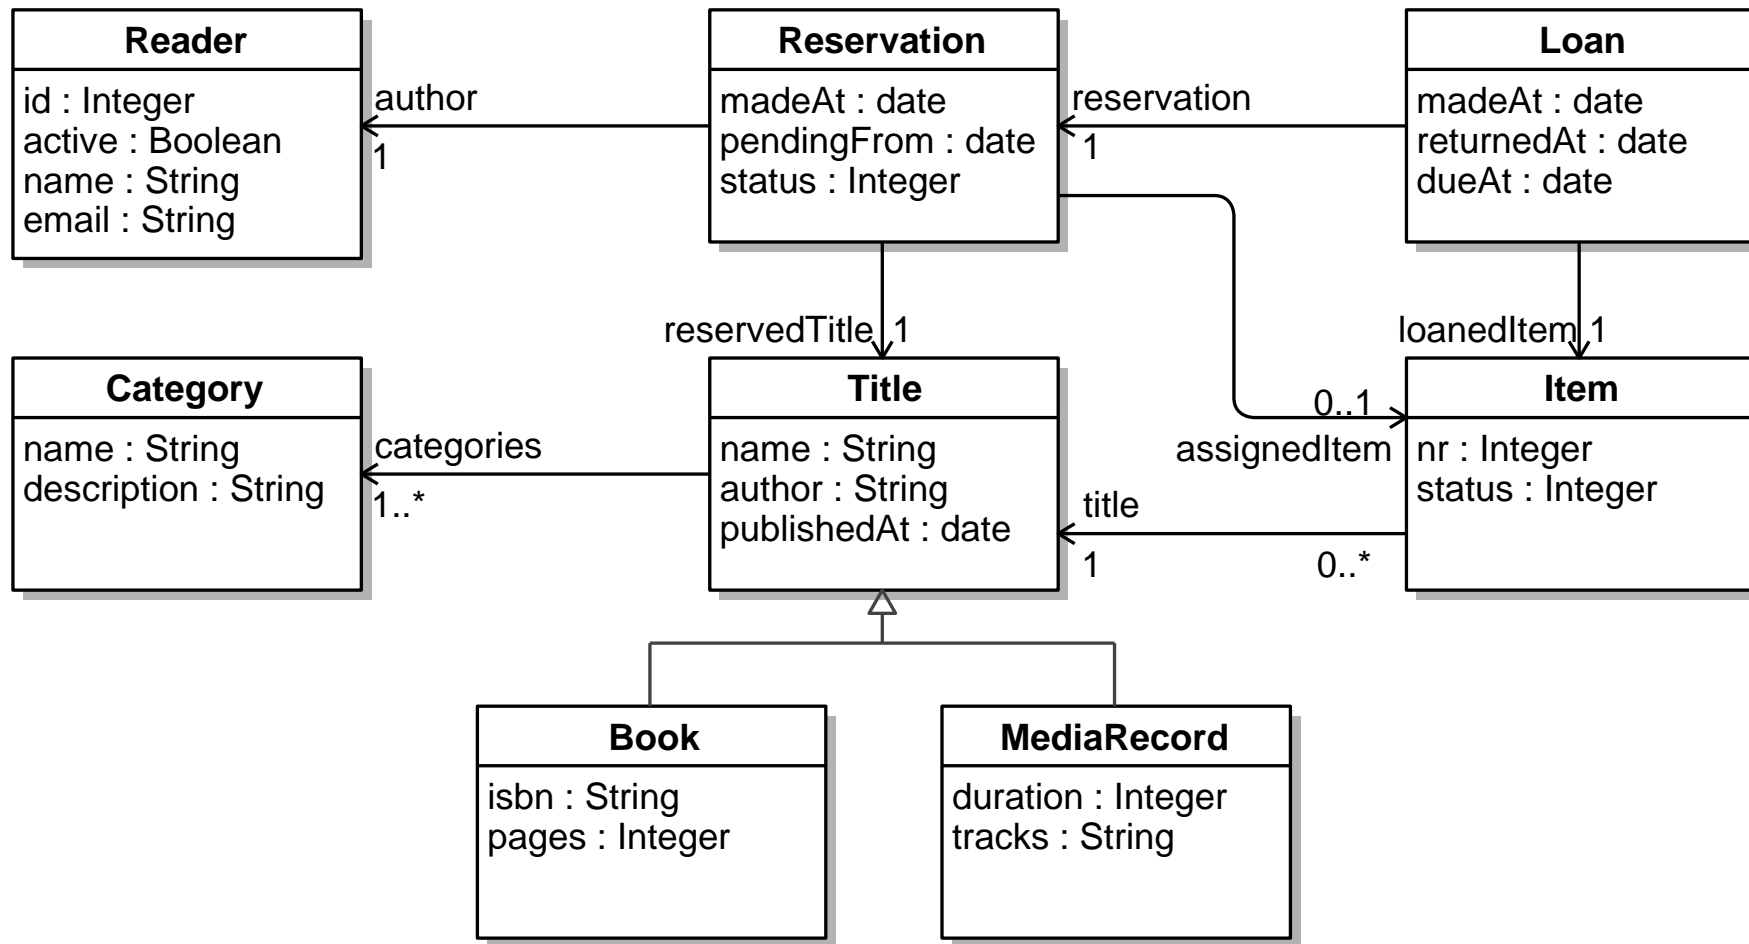 Reader
id : Integer
active : Boolean
name : String
email : String
author
1
Reservation
madeAt : date
pendingFrom : date
status : Integer
reservation
1
Loan
madeAt : date
returnedAt : date
dueAt : date
reservedTitle
1
loanedItem
1
0..1
assignedItem
Category
name : String
description : String
categories
1..*
Title
name : String
author : String
publishedAt : date
title
1
0..*
Item
nr : Integer
status : Integer
Book
isbn : String
pages : Integer
MediaRecord
duration : Integer
tracks : String